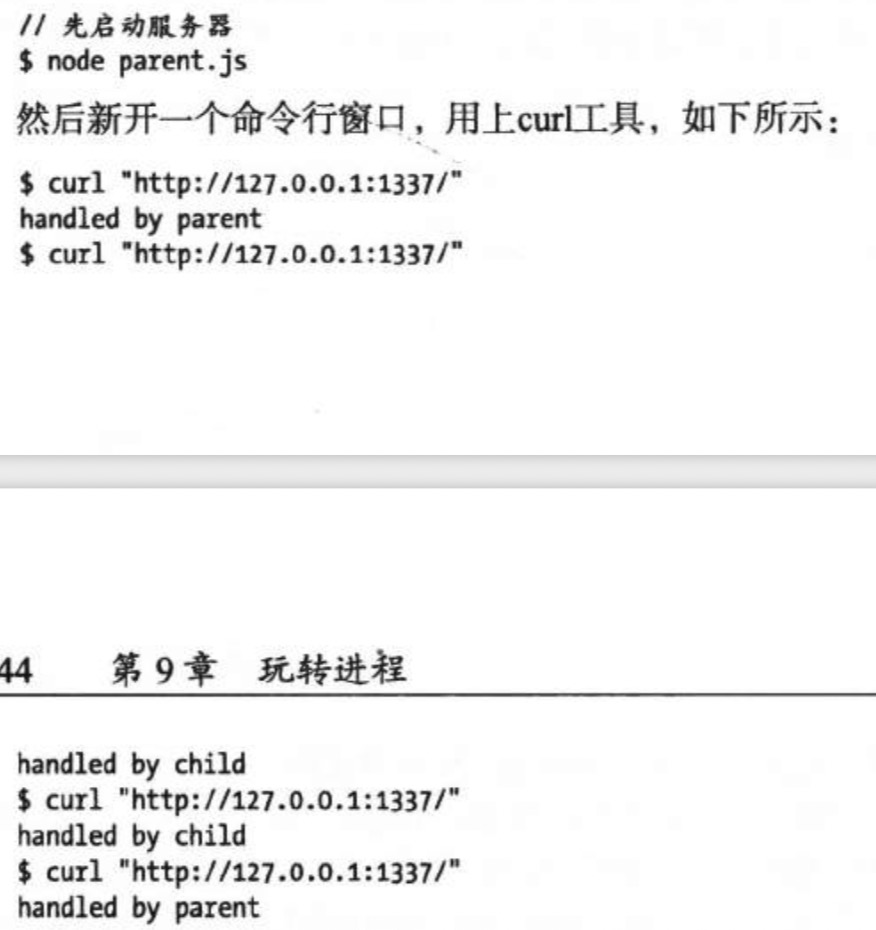 // 先启动服务器
$ node parent.js
然后新开一个命令行窗口，用上curl工具，如下所示：
$ curl "http://127.0.0.1:1337/"
handled by parent
$ curl "http://127.0.0.1:1337/"
44 第9章 玩转进程
handled by child
$ curl "http://127.0.0.1:1337/"
handled by child
$ curl "http://127.0.0.1:1337/"
handled by parent